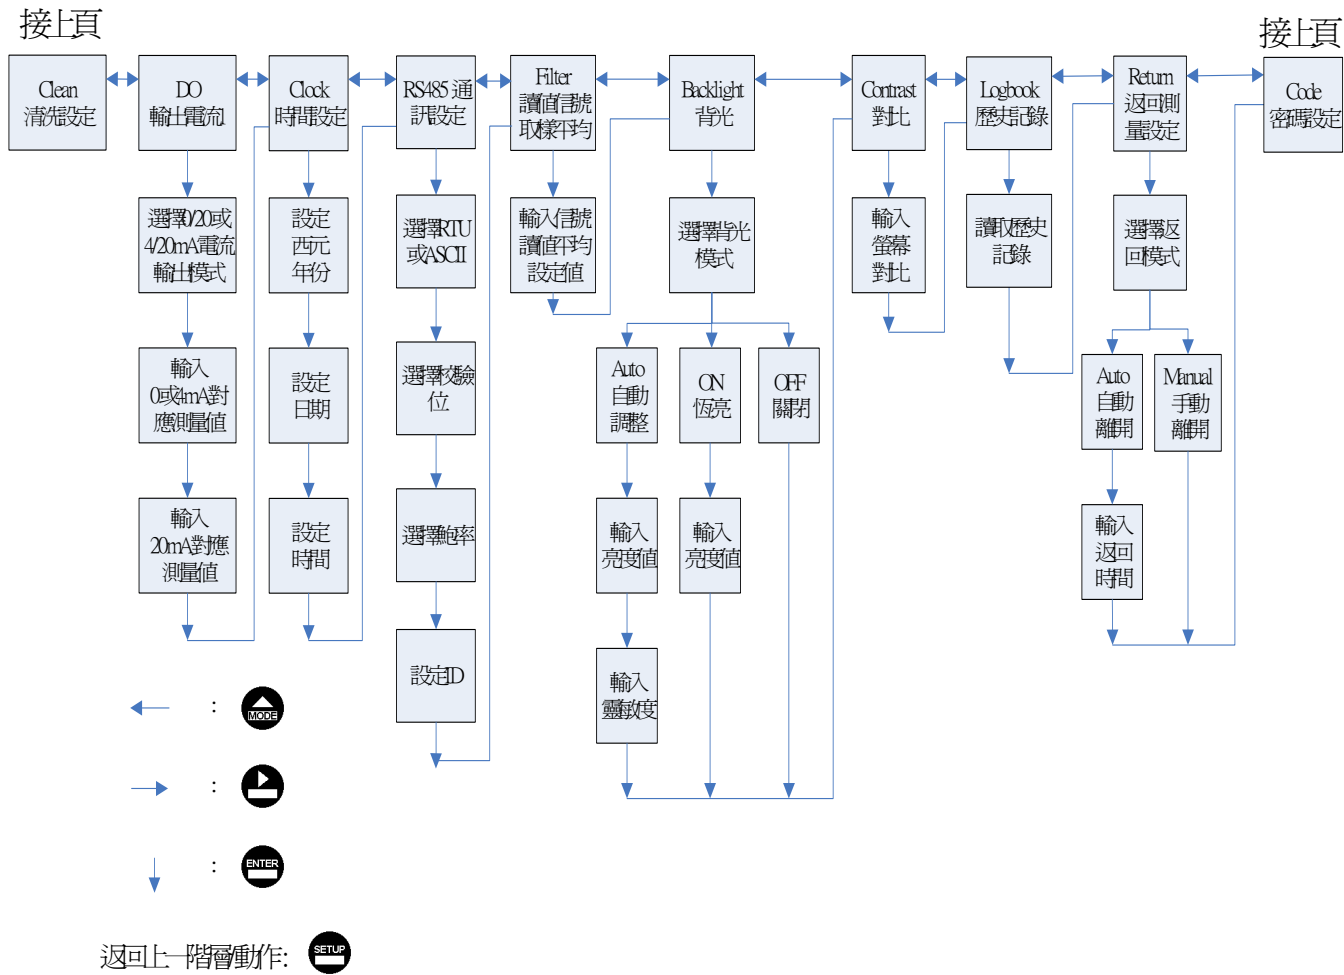 接上頁
接上頁
Clean
清洗設定
DO
輸出電流1
Clock
時間設定
RS485 通
訊設定
Filter
讀值信號
取樣平均
Backlight
背光
Contrast
對比
Logbook
歷史記錄
Return
返回測
量設定
Code
密碼設定
選擇0/20或
4/20mA電流
輸出模式
設定
西元
年份
選擇RTU
或ASCII
輸入信號
讀值平均
設定值
選擇背光
模式
輸入
螢幕
對比
讀取歷史
記錄
選擇返
回模式
輸入
0或4mA對
應測量值
設定
日期
選擇校驗
位
Auto
自動
調整
ON
恆亮
OFF
關閉
Auto
自動
離開
Manual
手動
離開
輸入
20mA對應
測量值
設定
時間
選擇鮑率
輸入
亮度值
輸入
亮度值
輸入
返回
時間
設定ID
輸入
靈敏度
: MODE
:
: ENTER
返回上一階層/動作: SETUP